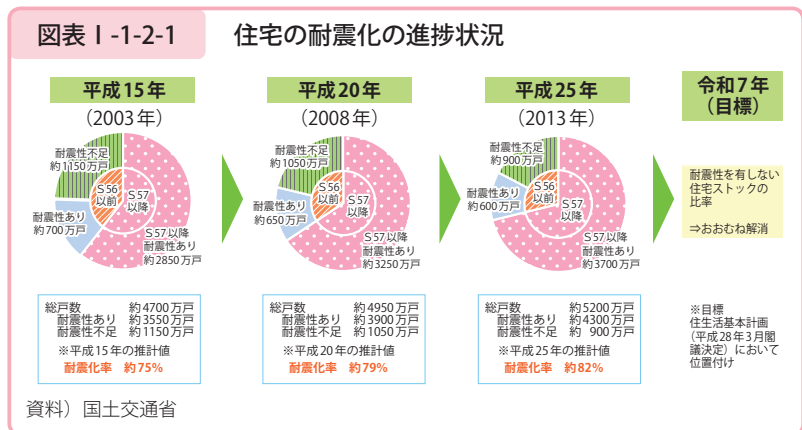 図表Ⅰ-1-2-1 住宅の耐震化の進捗状況
平成15年
（2003年）
耐震性不足
約1150万戸
S56
以前
S57
以降
耐震性あり
約700万戸
S57以降
耐震性あり
約2850万戸
総戸数 約4700万戸
耐震性あり 約3550万戸
耐震性不足 約1150万戸
※平成15年の推計値
耐震化率 約75%
平成20年
（2008年）
耐震性不足
約1050万戸
S56
以前
S57
以降
耐震性あり
約650万戸
S57以降
耐震性あり
約3250万戸
総戸数 約4950万戸
耐震性あり 約3900万戸
耐震性不足 約1050万戸
※平成20年の推計値
耐震化率 約79%
平成25年
（2013年）
耐震性不足
約900万戸
S56
以前
S57
以降
耐震性あり
約600万戸
S57以降
耐震性あり
約3700万戸
総戸数 約5200万戸
耐震性あり 約4300万戸
耐震性不足 約 900万戸
※平成25年の推計値
耐震化率 約82%
令和7年
（目標）
耐震性を有しない
住宅ストックの
比率
⇒おおむね解消
※目標
住生活基本計画
（平成28年3月閣
議決定）において
位置付け
資料）国土交通省